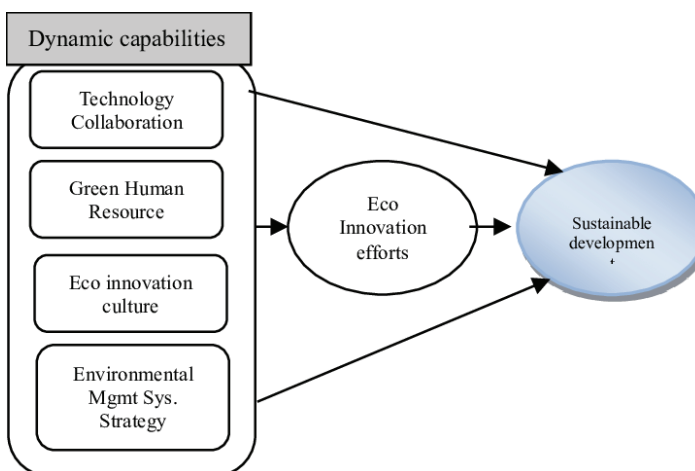 Dynamic capabilities
Technology
Collaboration
Green Human
Resource
Eco innovation
culture
Environmental
Mgmt Sys.
Strategy
Eco
Innovation
efforts
Sustainable
developmen
t